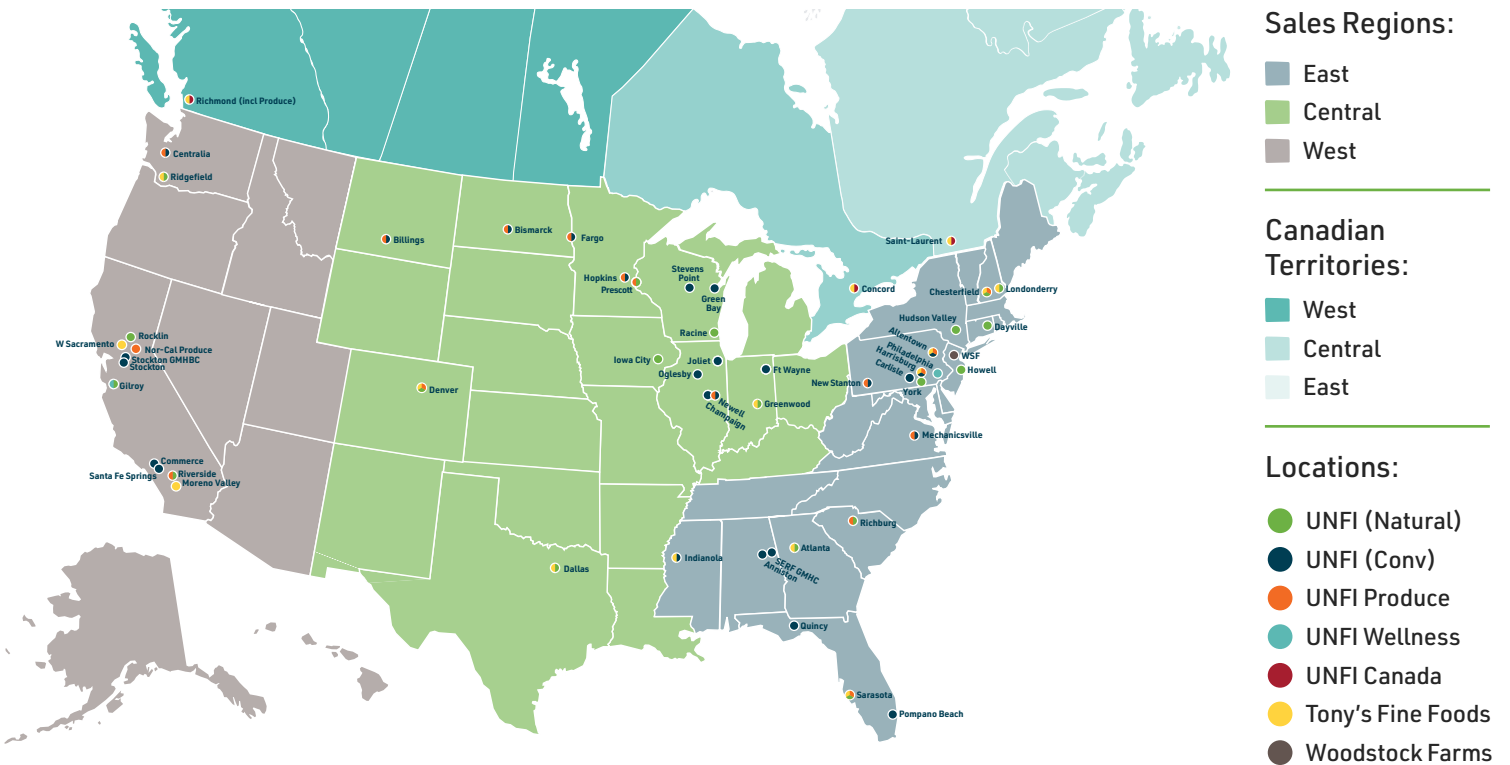 Sales Regions:
East
Central
West
Canadian
Territories:
West
Central
East
Locations:
UNFI (Natural)
UNFI (Conv)
UNFI Produce
UNFI Wellness
UNFI Canada
Tony's Fine Foods
Woodstock Farms
Richmond (incl Produce)
Centralia
Ridgefield
Billings
Bismarck
Fargo
Hopkins
Prescott
Stevens
Point
Green
Bay
Racine
Saint-Laurent
Concord
Chesterfield
Londonderry
Hudson Valley
Dayville
Allentown
Philadelphia
Harrisburg
Carlisle
WSF
Howell
York
New Stanton
Mechanicsville
Rocklin
W Sacramento
Nor-Cal Produce
Stockton GMHBC
Stockton
Gilroy
Denver
Iowa City
Joliet
Oglesby
Ft Wayne
Newell
Champaign
Greenwood
Commerce
Santa Fe Springs
Riverside
Moreno Valley
Dallas
Indianola
Richburg
Atlanta
SERF GMHC
Anniston
Quincy
Sarasota
Pompano Beach